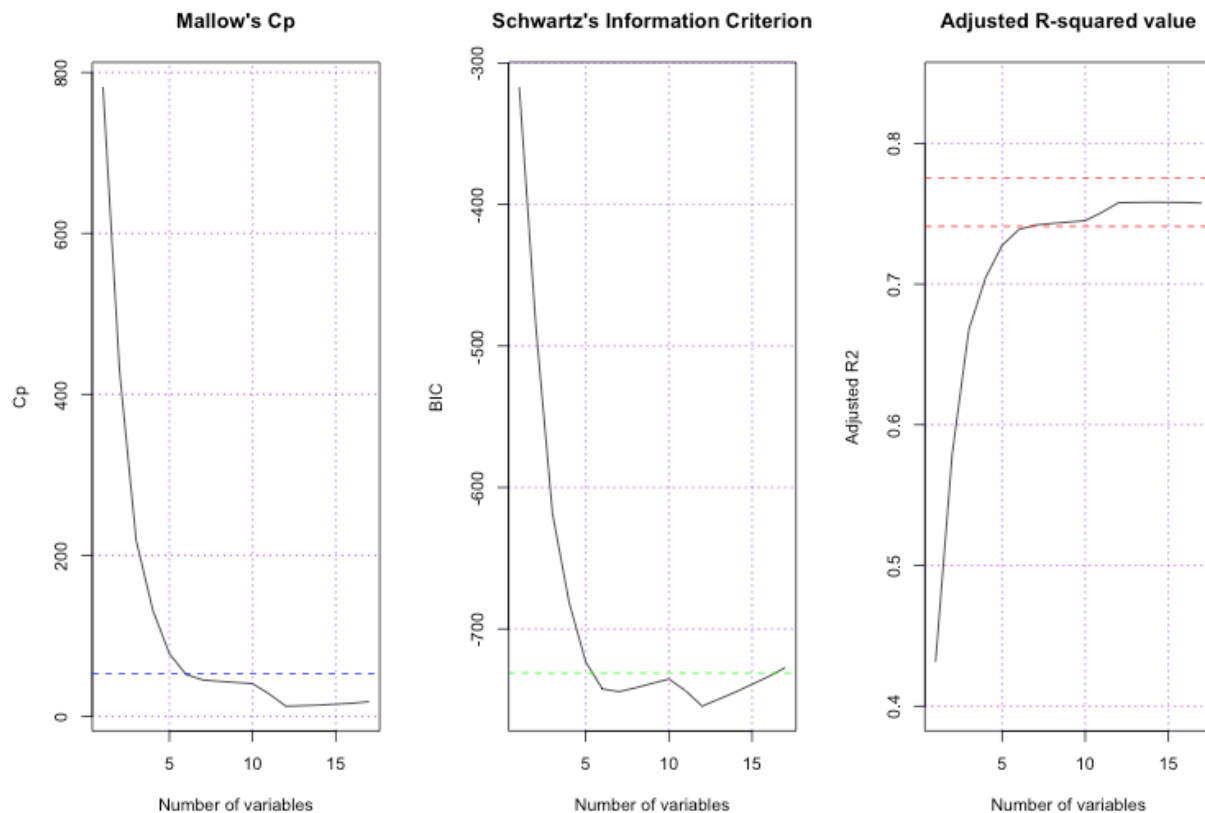 Mallow's Cp
Cp
800
600
400
200
0
5 10 15
Number of variables
Schwartz's Information Criterion
BIC
-300
-400
-500
-600
-700
5 10 15
Number of variables
Adjusted R-squared value
Adjusted R2
0.8
0.7
0.6
0.5
0.4
5 10 15
Number of variables